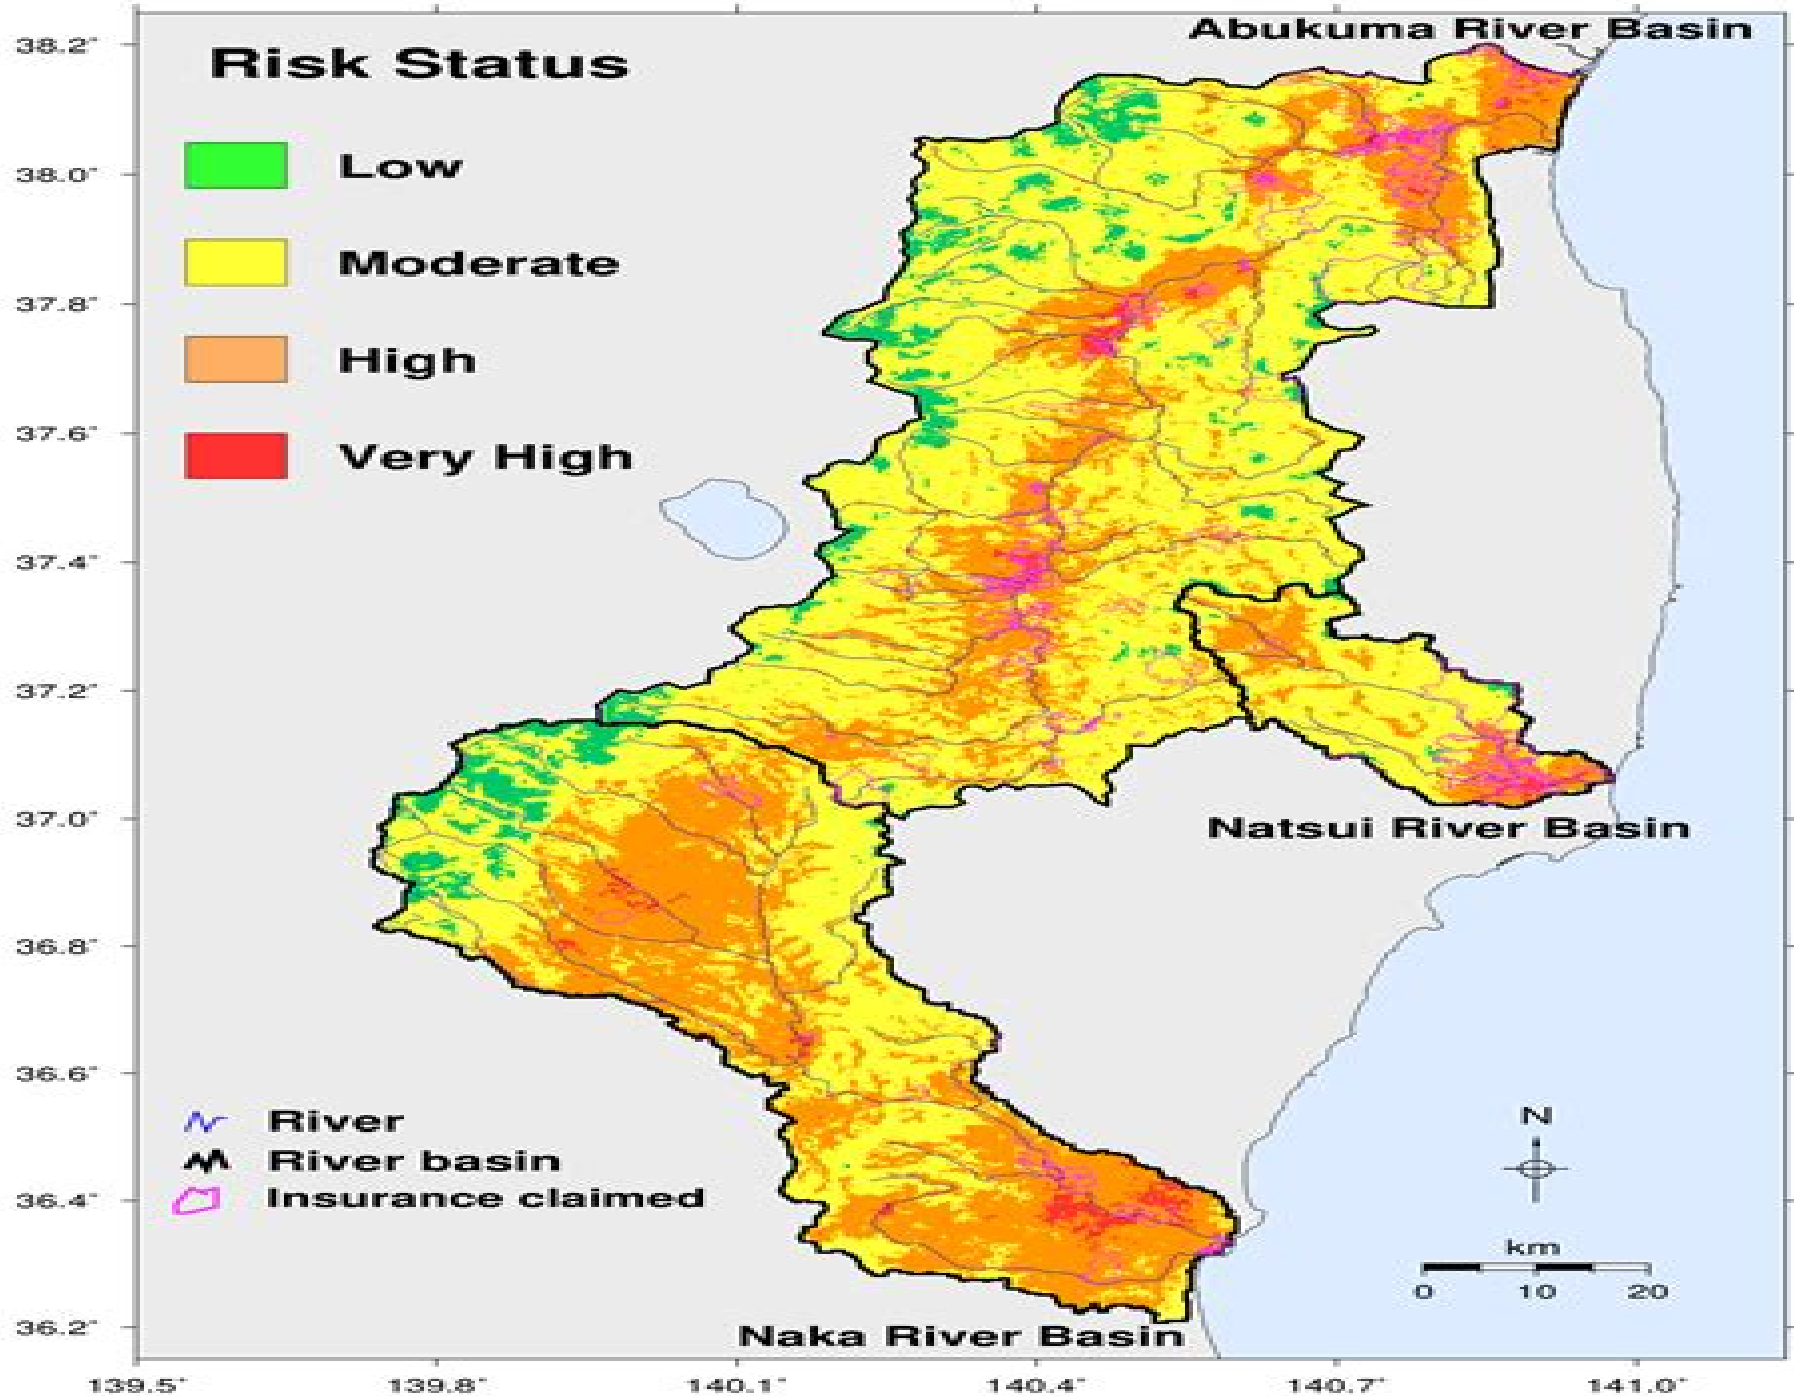 Abukuma River Basin
Risk Status
Low
Moderate
High
Very High
Natsui River Basin
River
River basin
Insurance claimed
N
km
0 10 20
Naka River Basin
38.2°
38.0°
37.8°
37.6°
37.4°
37.2°
37.0°
36.8°
36.6°
36.4°
36.2°
139.5° 139.8° 140.1° 140.4° 140.7° 141.0°